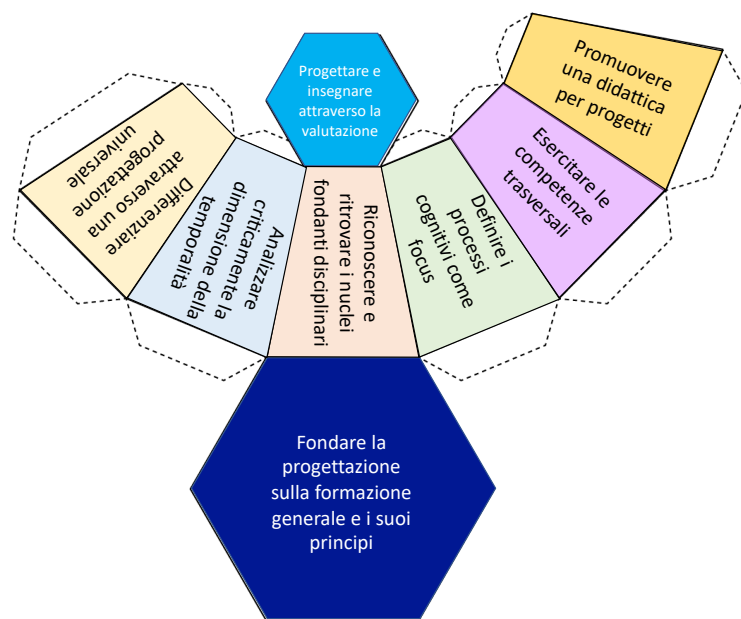 Progettare e
insegnare
attraverso la
valutazione
Differenziare
attraverso una
progettazione
universale
Analizzare
criticamente la
dimensione della
temporalità
Riconoscere e
ritrovare i nuclei
fondanti disciplinari
Definire i
processi
cognitivi come
focus
Esercitare le
competenze
trasversali
Promuovere
una didattica
per progetti
Fondare la
progettazione
sulla formazione
generale e i suoi
principi